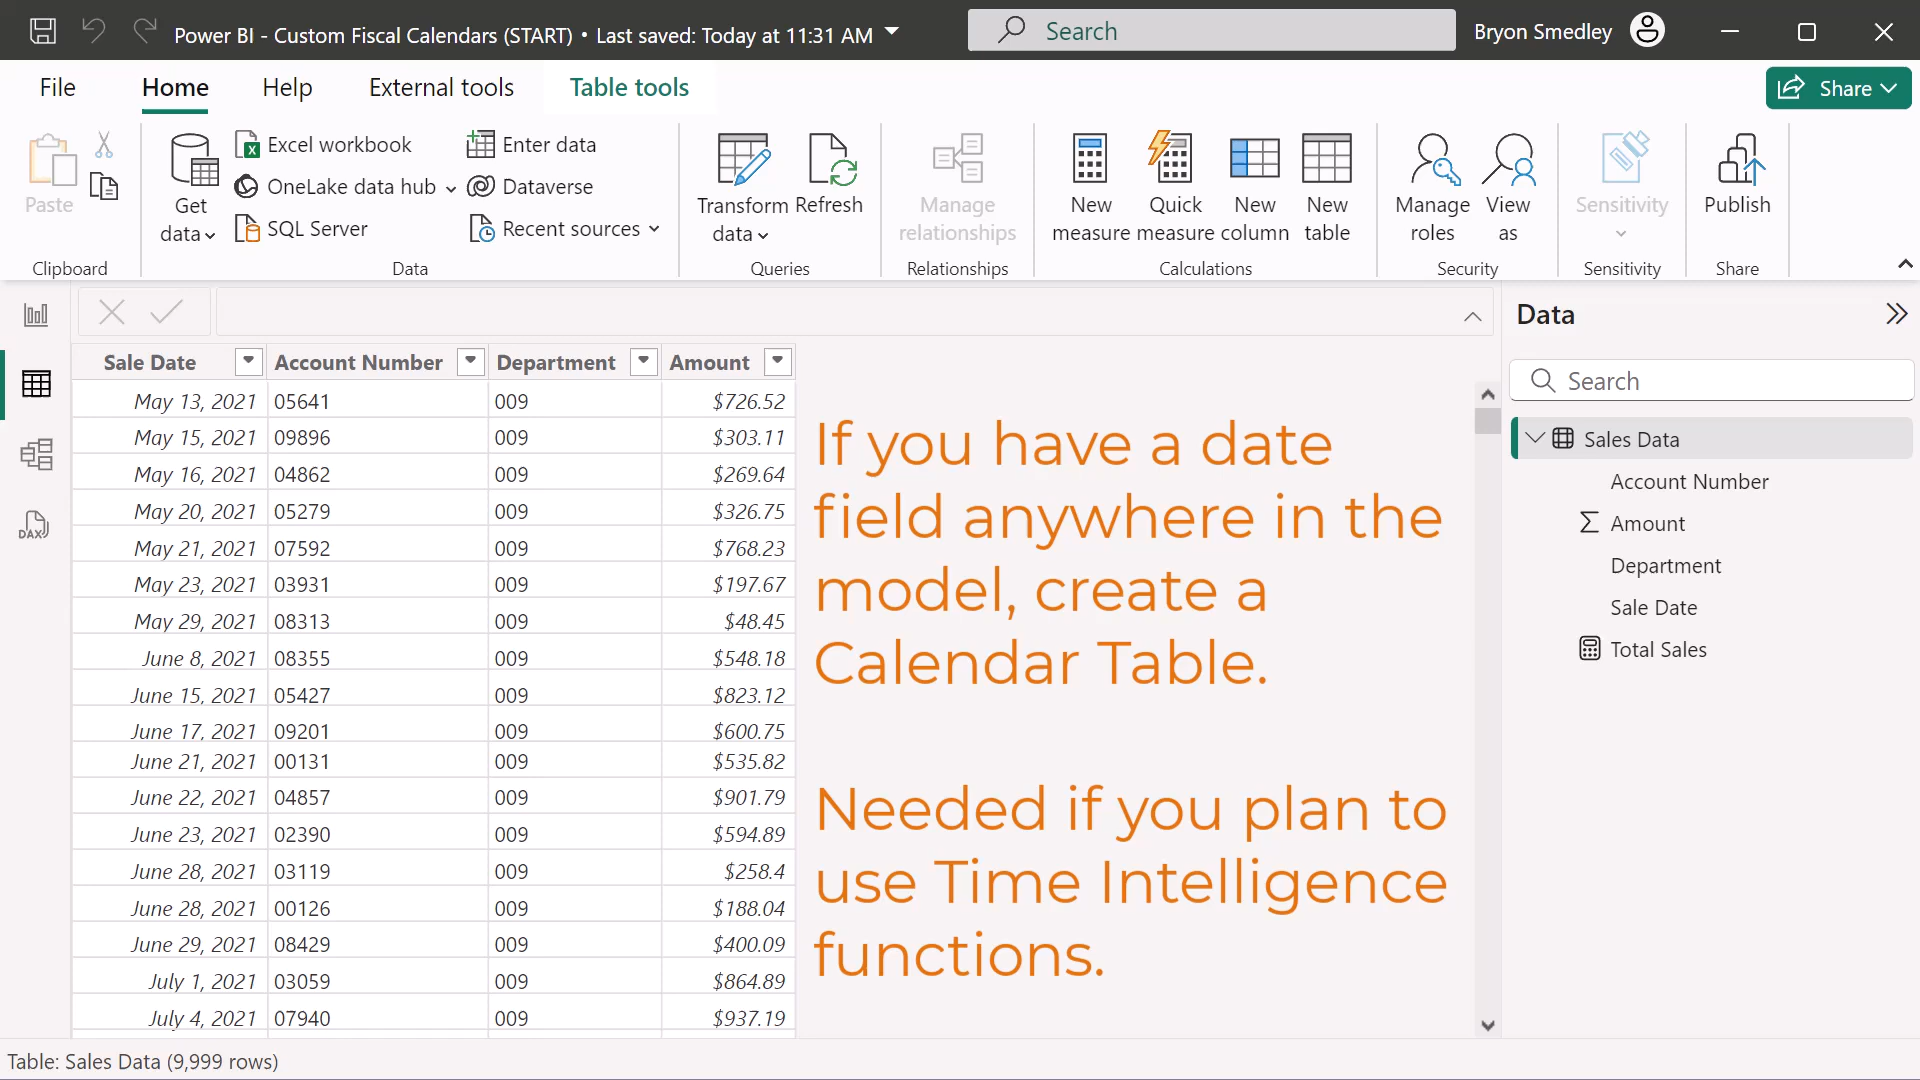 Power BI - Custom Fiscal Calendars (START) • Last saved: Today at 11:31 AM
Search
Bryon Smedley
File
Home
Help
External tools
Table tools
Share
Paste
Clipboard
Get data
Excel workbook
OneLake data hub
SQL Server
Enter data
Dataverse
Recent sources
Data
Transform data
Refresh
Queries
Manage relationships
Relationships
New measure
Quick measure
New column
New table
Calculations
Manage roles
View as
Security
Sensitivity
Sensitivity
Publish
Share
DAX
Sale Date Account Number Department Amount
May 13, 2021 05641 009 $726.52
May 15, 2021 09896 009 $303.11
May 16, 2021 04862 009 $269.64
May 20, 2021 05279 009 $326.75
May 21, 2021 07592 009 $768.23
May 23, 2021 03931 009 $197.67
May 29, 2021 08313 009 $48.45
June 8, 2021 08355 009 $548.18
June 15, 2021 05427 009 $823.12
June 17, 2021 09201 009 $600.75
June 21, 2021 00131 009 $535.82
June 22, 2021 04857 009 $901.79
June 23, 2021 02390 009 $594.89
June 28, 2021 03119 009 $258.4
June 28, 2021 00126 009 $188.04
June 29, 2021 08429 009 $400.09
July 1, 2021 03059 009 $864.89
July 4, 2021 07940 009 $937.19
If you have a date
field anywhere in the
model, create a
Calendar Table.
Needed if you plan to
use Time Intelligence
functions.
Data
Search
Sales Data
Account Number
Σ Amount
Department
Sale Date
Total Sales
Table: Sales Data (9,999 rows)